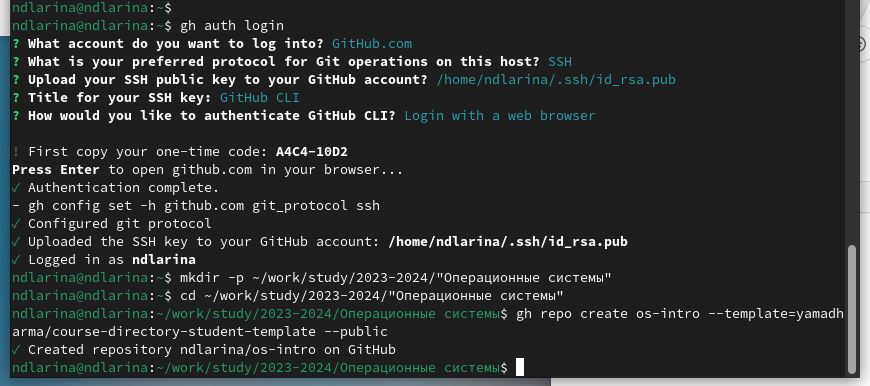 ndlarina@ndlarina:~$
ndlarina@ndlarina:~$ gh auth login
? What account do you want to log into? GitHub.com
? What is your preferred protocol for Git operations on this host? SSH
? Upload your SSH public key to your GitHub account? /home/ndlarina/.ssh/id_rsa.pub
? Title for your SSH key: GitHub CLI
? How would you like to authenticate GitHub CLI? Login with a web browser
! First copy your one-time code: A4C4-10D2
Press Enter to open github.com in your browser...
✓ Authentication complete.
- gh config set -h github.com git_protocol ssh
✓ Configured git protocol
✓ Uploaded the SSH key to your GitHub account: /home/ndlarina/.ssh/id_rsa.pub
✓ Logged in as ndlarina
ndlarina@ndlarina:~$ mkdir -p ~/work/study/2023-2024/"Операционные системы"
ndlarina@ndlarina:~$ cd ~/work/study/2023-2024/"Операционные системы"
ndlarina@ndlarina:~/work/study/2023-2024/Операционные системы$ gh repo create os-intro --template=yamadh
arma/course-directory-student-template --public
✓ Created repository ndlarina/os-intro on GitHub
ndlarina@ndlarina:~/work/study/2023-2024/Операционные системы$